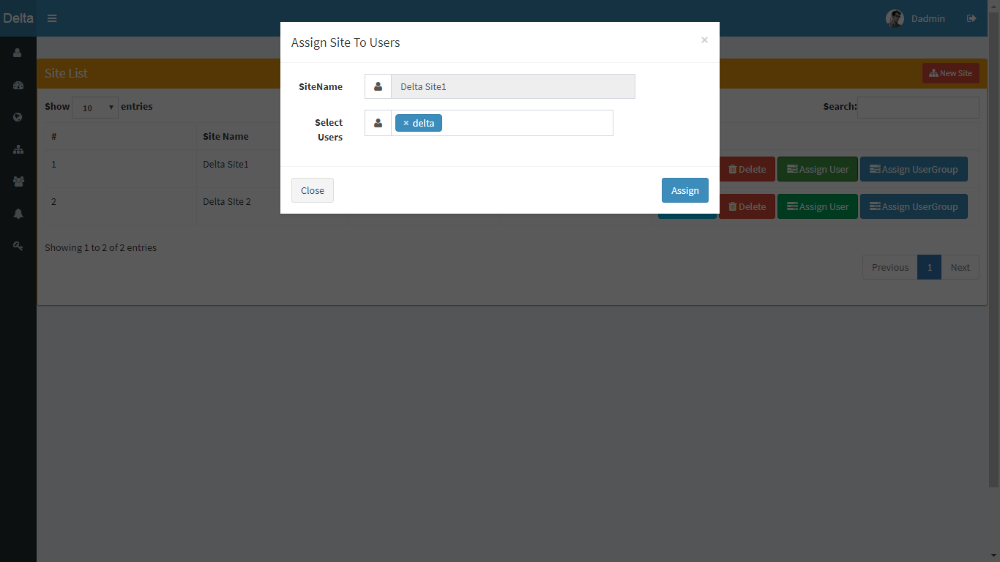 Delta
Dadmin
Assign Site To Users
×
Site List
New Site
SiteName
Delta Site1
Show 10 entries
Search:
Select Users
× delta
#
Site Name
1
Delta Site1
Delete
Assign User
Assign UserGroup
Close
Assign
2
Delta SIte 2
Delete
Assign User
Assign UserGroup
Showing 1 to 2 of 2 entries
Previous
1
Next